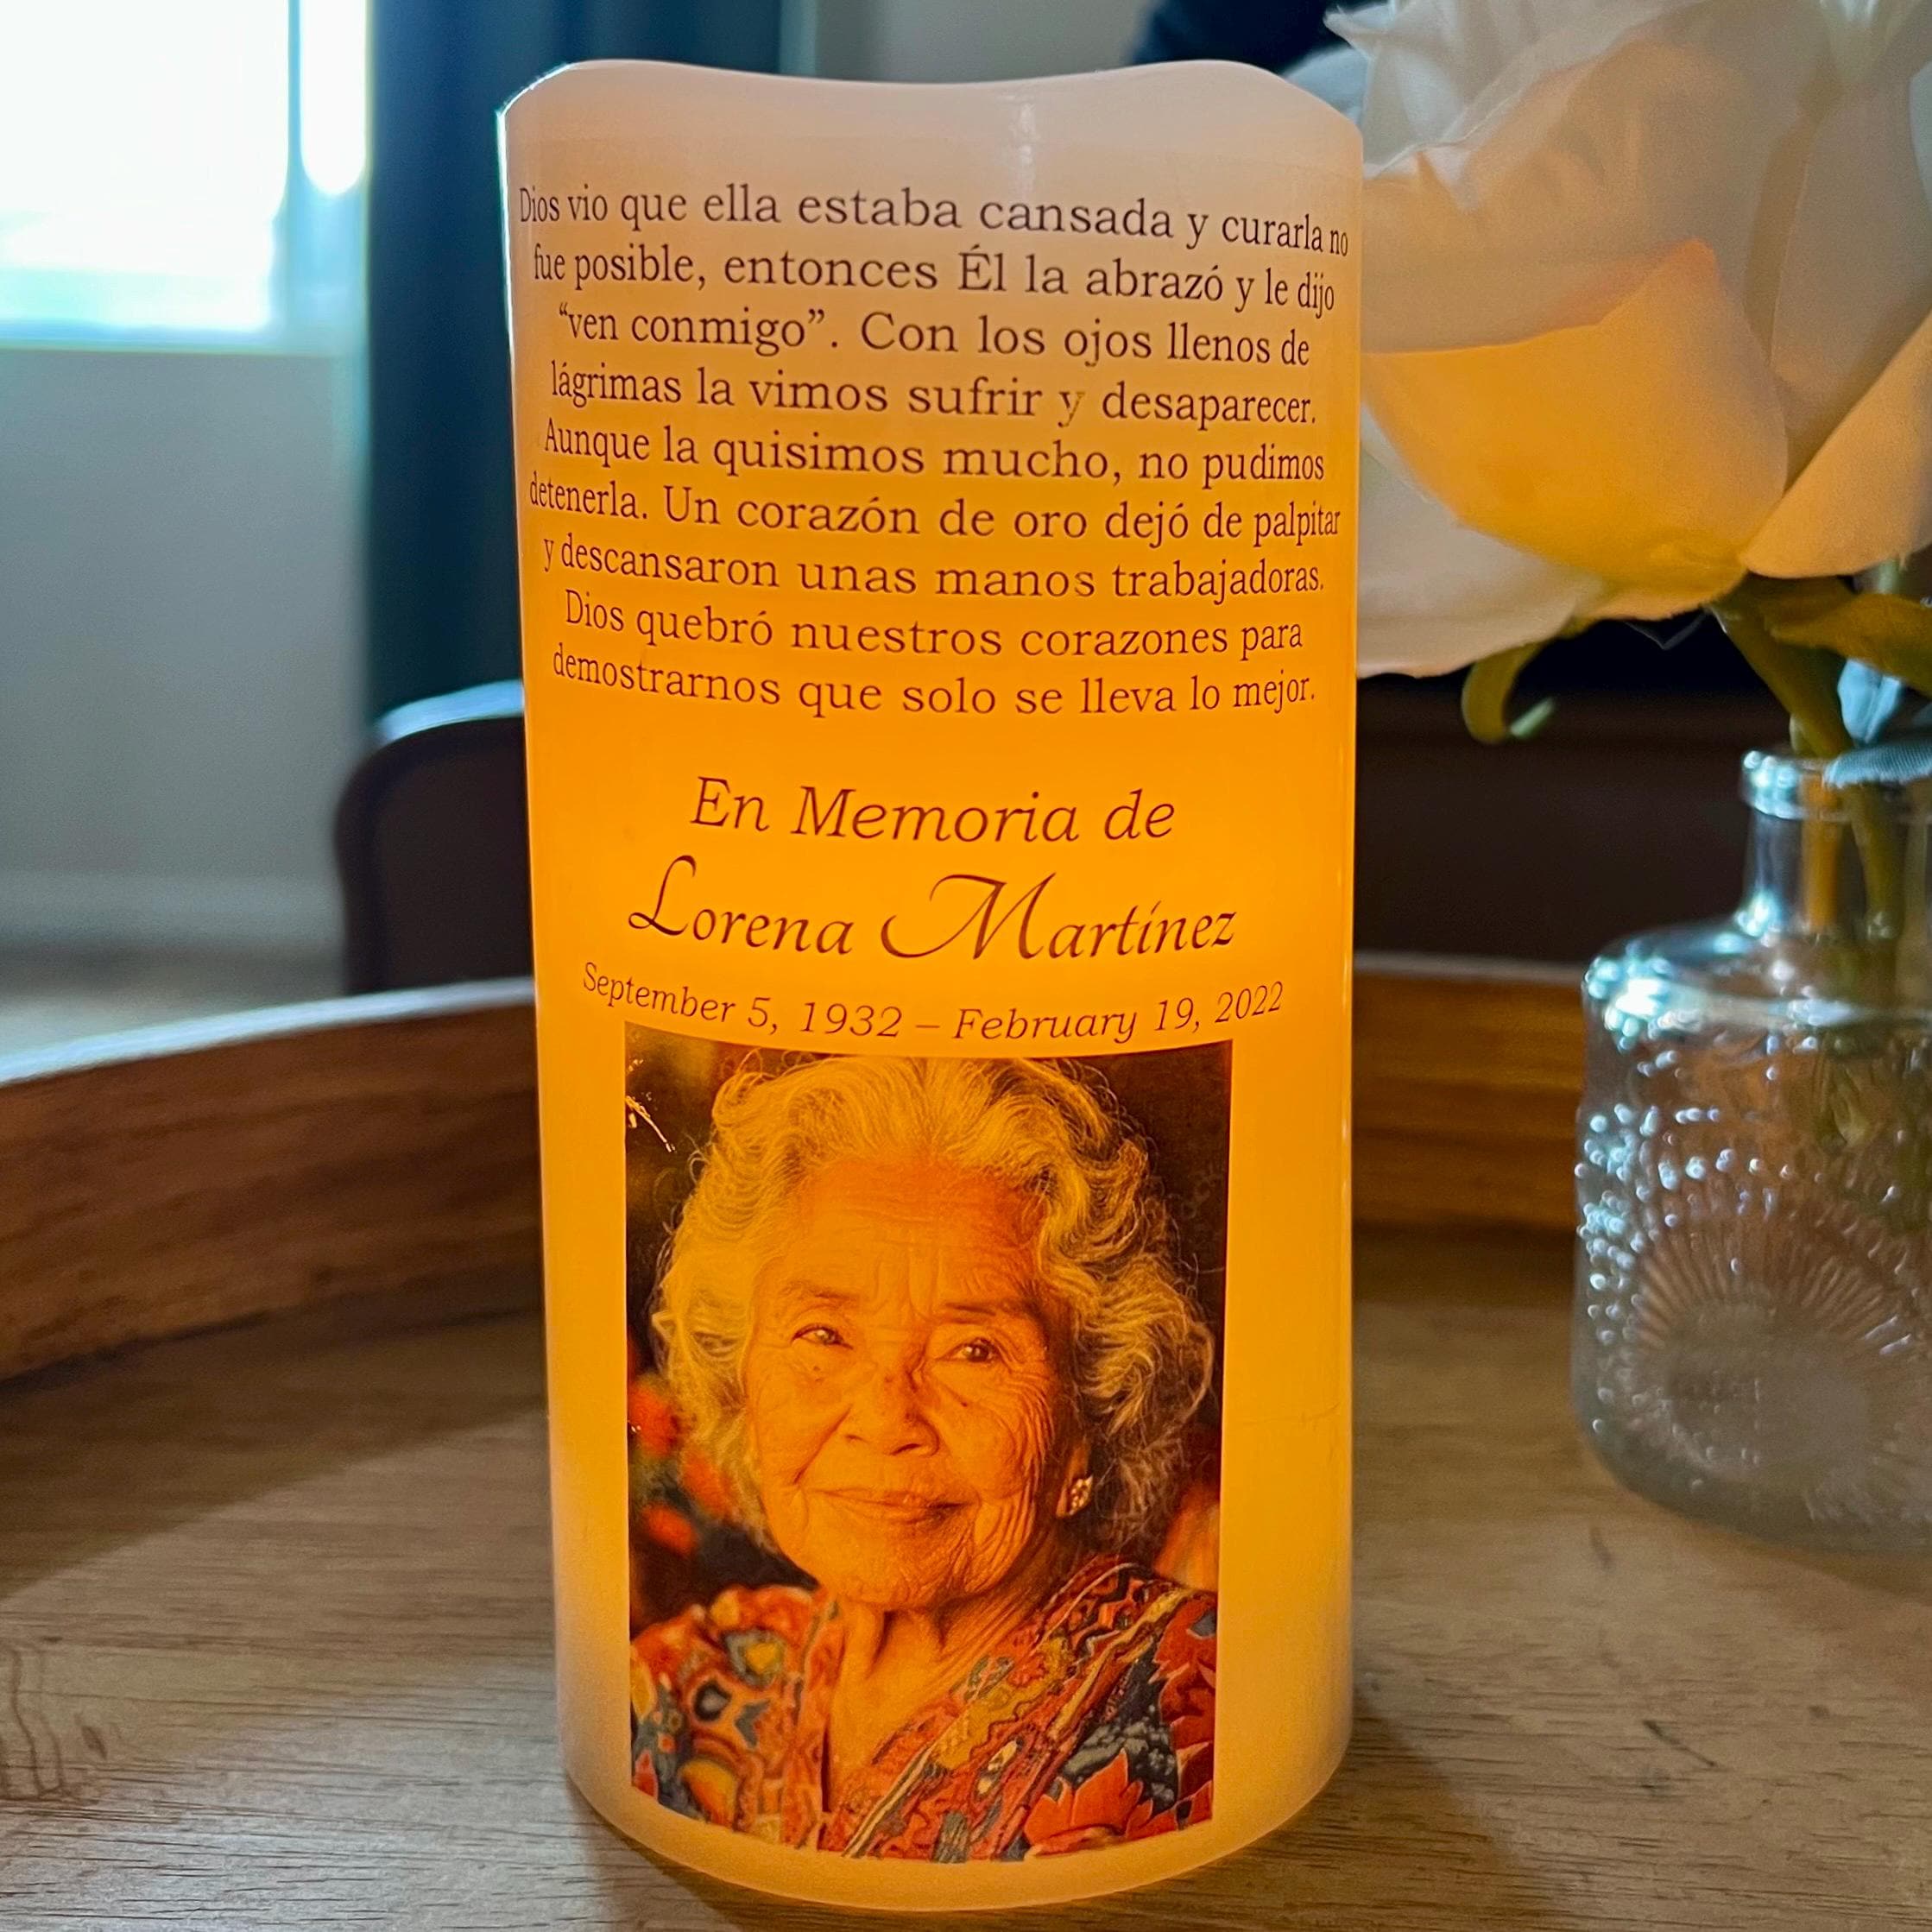 Dios vio que ella estaba cansada y curarla no
fue posible, entonces Él la abrazó y le dijo
“ven conmigo”. Con los ojos llenos de
lágrimas la vimos sufrir y desaparecer.
Aunque la quisimos mucho, no pudimos
detenerla. Un corazón de oro dejó de palpitar
y descansaron unas manos trabajadoras.
Dios quebró nuestros corazones para
demostrarnos que solo se lleva lo mejor.
En Memoria de
Lorena Martínez
September 5, 1932 – February 19, 2022